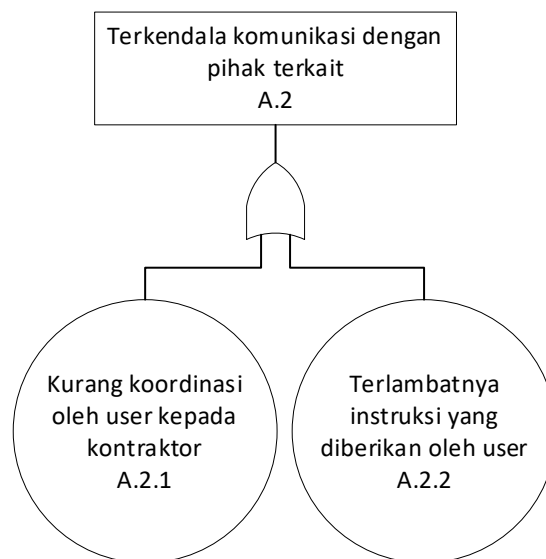 Terkendala komunikasi dengan
pihak terkait
A.2
Kurang koordinasi
oleh user kepada
kontraktor
A.2.1
Terlambatnya
instruksi yang
diberikan oleh user
A.2.2